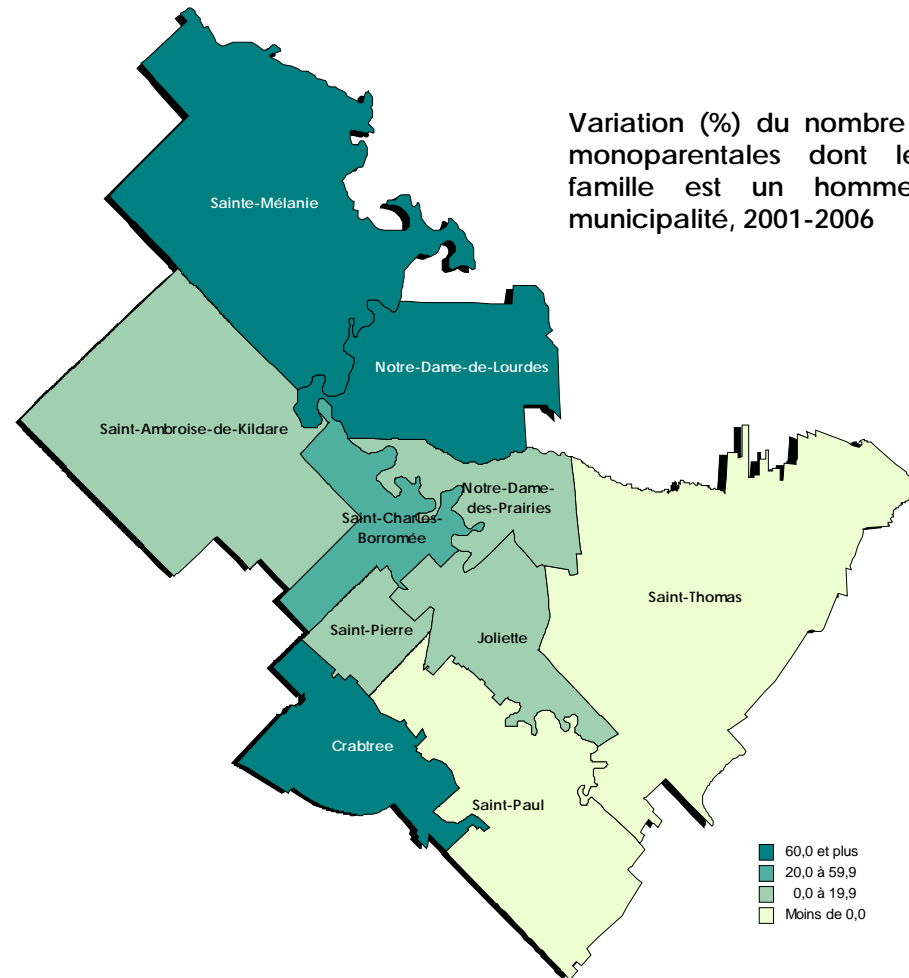 Variation (%) du nombre
monoparentales dont le
famille est un homme
municipalité, 2001-2006
Sainte-Mélanie
Notre-Dame-de-Lourdes
Saint-Ambroise-de-Kildare
Notre-Dame-
des-Prairies
Saint-Charles-
Borromée
Saint-Thomas
Saint-Pierre
Joliette
Crabtree
Saint-Paul
60,0 et plus
20,0 à 59,9
0,0 à 19,9
Moins de 0,0